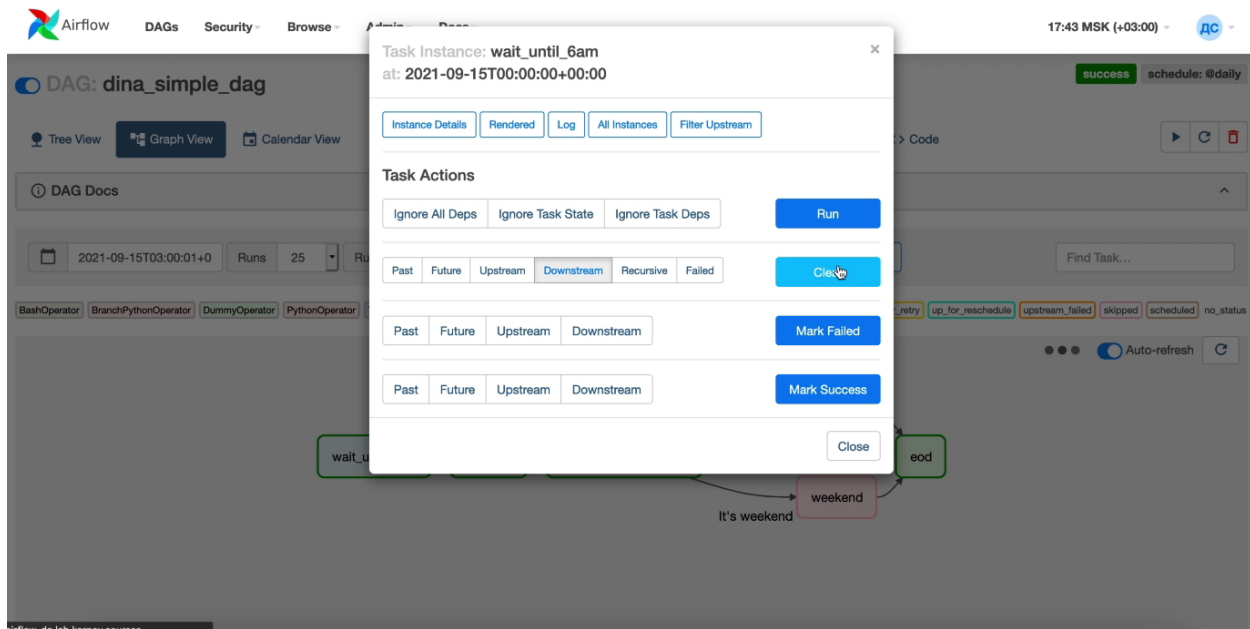 Airflow DAGs Security Browse Admin Docs 17:43 MSK (+03:00) ДС
Task Instance: wait_until_6am ×
at: 2021-09-15T00:00:00+00:00
DAG: dina_simple_dag success schedule: @daily
Instance Details Rendered Log All Instances Filter Upstream
Tree View Graph View Calendar View Code
Task Actions
DAG Docs
Ignore All Deps Ignore Task State Ignore Task Deps Run
2021-09-15T03:00:01+0 Runs 25 Find Task...
Past Future Upstream Downstream Recursive Failed Clear
BashOperator BranchPythonOperator DummyOperator PythonOperator up_for_reschedule upstream_failed skipped scheduled no_status
Past Future Upstream Downstream Mark Failed
Auto-refresh
Past Future Upstream Downstream Mark Success
Close
eod
weekend
It's weekend